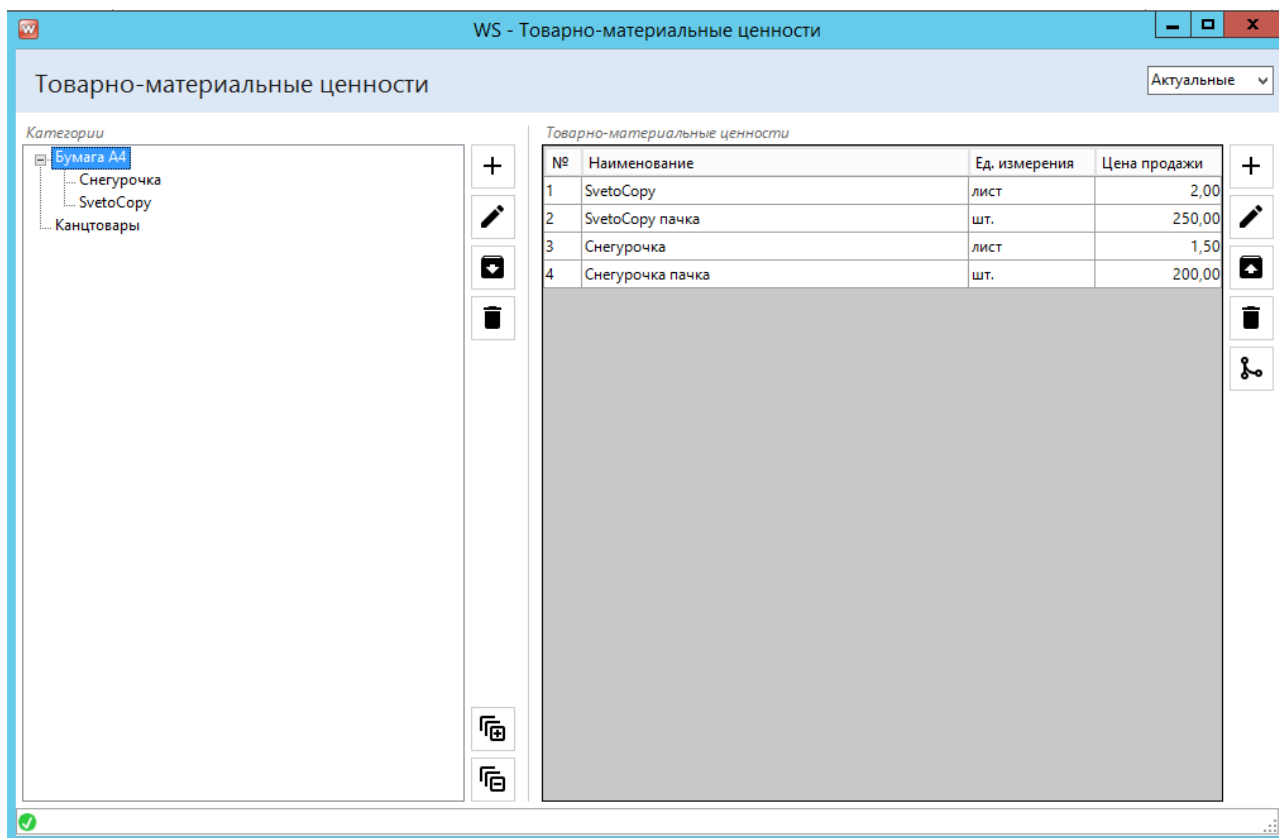 WS - Товарно-материальные ценности
Товарно-материальные ценности
Актуальные
Категории
Бумага А4
Снегурочка
SvetoCopy
Канцтовары
Товарно-материальные ценности
№ Наименование Ед. измерения Цена продажи
1 SvetoCopy лист 2,00
2 SvetoCopy пачка шт. 250,00
3 Снегурочка лист 1,50
4 Снегурочка пачка шт. 200,00